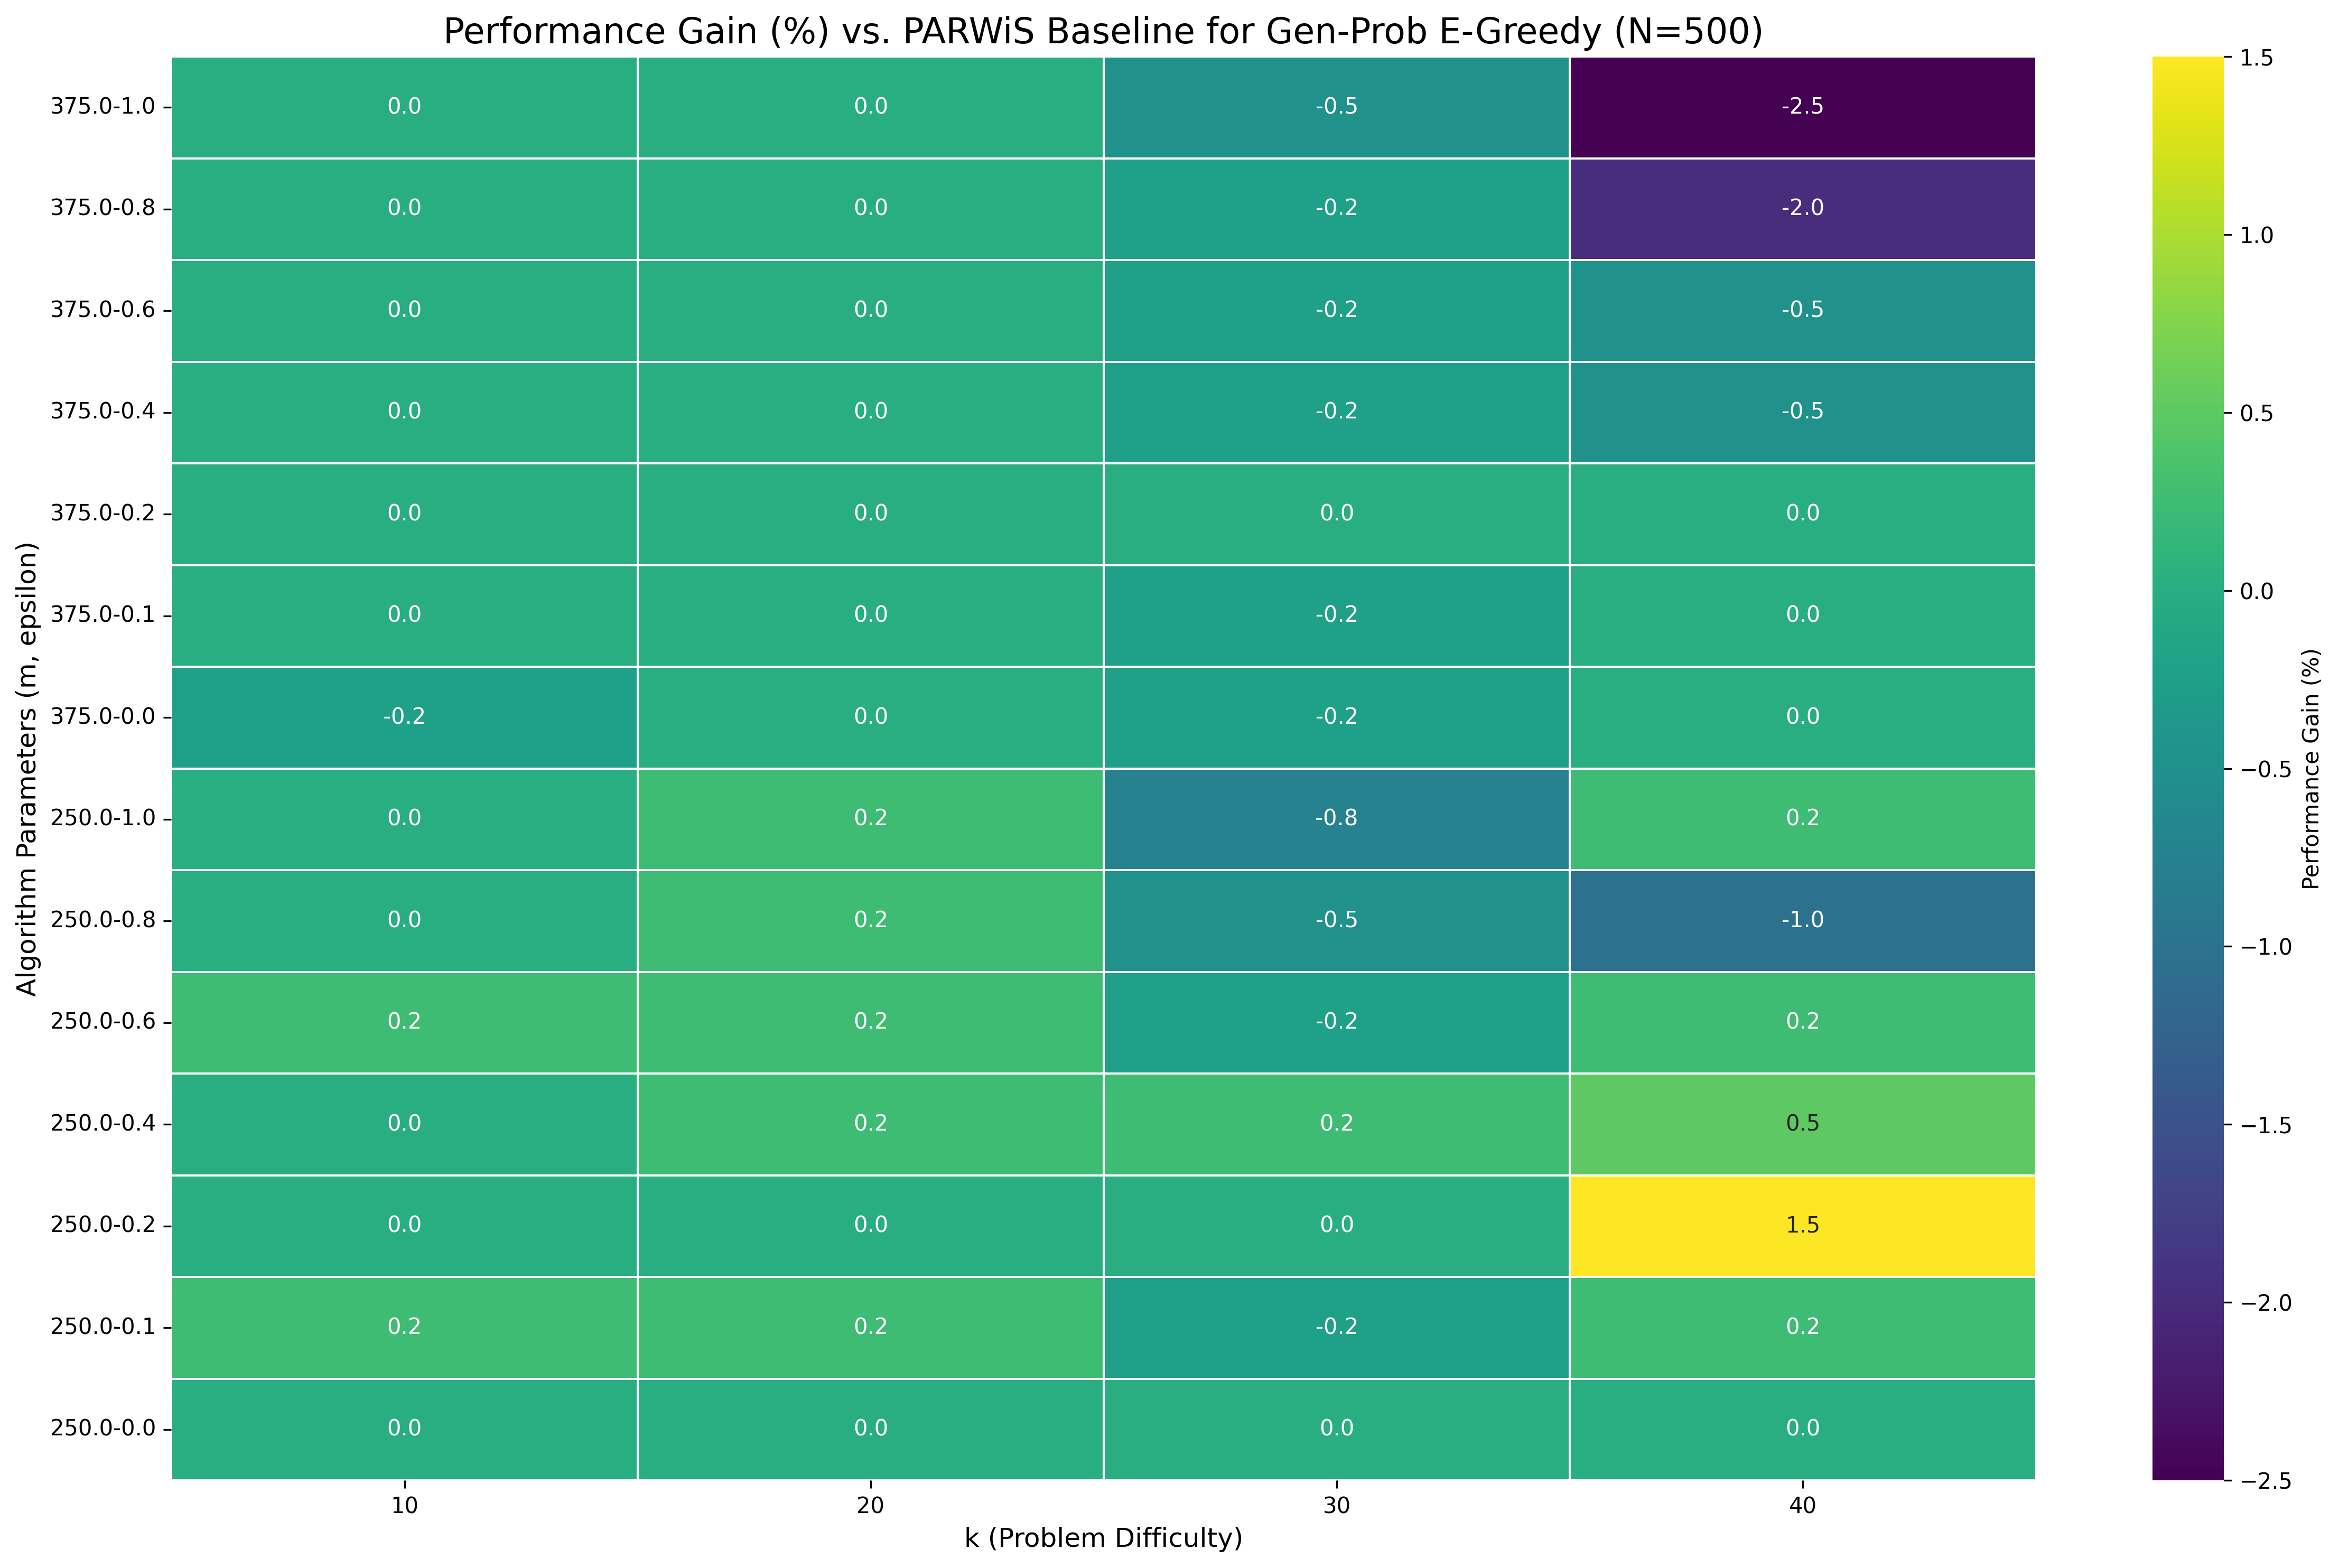 Performance Gain (%) vs. PARWiS Baseline for Gen-Prob E-Greedy (N=500)
Algorithm Parameters (m, epsilon)
375.0-1.0 0.0 0.0 -0.5 -2.5
375.0-0.8 0.0 0.0 -0.2 -2.0
375.0-0.6 0.0 0.0 -0.2 -0.5
375.0-0.4 0.0 0.0 -0.2 -0.5
375.0-0.2 0.0 0.0 0.0 0.0
375.0-0.1 0.0 0.0 -0.2 0.0
375.0-0.0 -0.2 0.0 -0.2 0.0
250.0-1.0 0.0 0.2 -0.8 0.2
250.0-0.8 0.0 0.2 -0.5 -1.0
250.0-0.6 0.2 0.2 -0.2 0.2
250.0-0.4 0.0 0.2 0.2 0.5
250.0-0.2 0.0 0.0 0.0 1.5
250.0-0.1 0.2 0.2 -0.2 0.2
250.0-0.0 0.0 0.0 0.0 0.0
10 20 30 40
k (Problem Difficulty)
1.5
1.0
0.5
0.0
−0.5
−1.0
−1.5
−2.0
−2.5
Performance Gain (%)